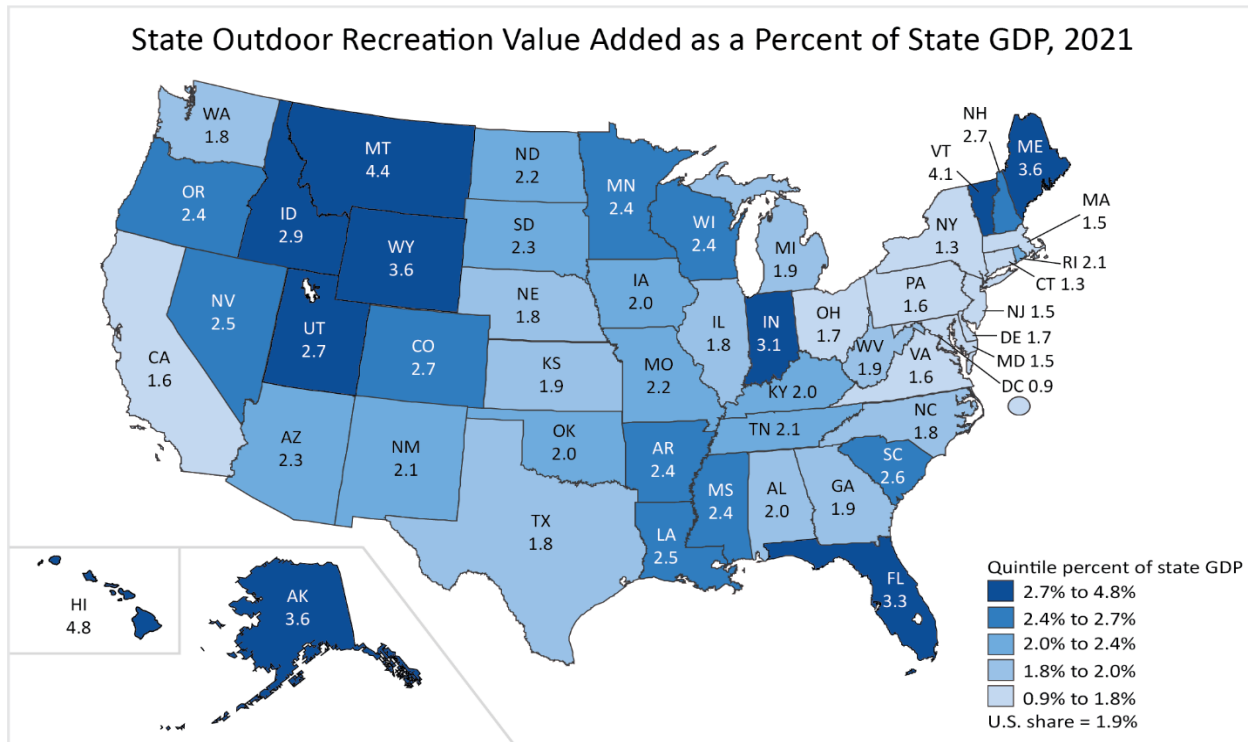 State Outdoor Recreation Value Added as a Percent of State GDP, 2021
WA
1.8
OR
2.4
CA
1.6
NV
2.5
ID
2.9
MT
4.4
WY
3.6
UT
2.7
CO
2.7
AZ
2.3
NM
2.1
ND
2.2
SD
2.3
NE
1.8
KS
1.9
OK
2.0
TX
1.8
MN
2.4
IA
2.0
MO
2.2
AR
2.4
LA
2.5
WI
2.4
IL
1.8
MI
1.9
IN
3.1
OH
1.7
KY 2.0
TN 2.1
MS
2.4
AL
2.0
GA
1.9
FL
3.3
SC
2.6
NC
1.8
VA
1.6
WV
1.9
PA
1.6
NY
1.3
VT
4.1
NH
2.7
ME
3.6
MA
1.5
RI 2.1
CT 1.3
NJ 1.5
DE 1.7
MD 1.5
DC 0.9
HI
4.8
AK
3.6
Quintile percent of state GDP
2.7% to 4.8%
2.4% to 2.7%
2.0% to 2.4%
1.8% to 2.0%
0.9% to 1.8%
U.S. share = 1.9%